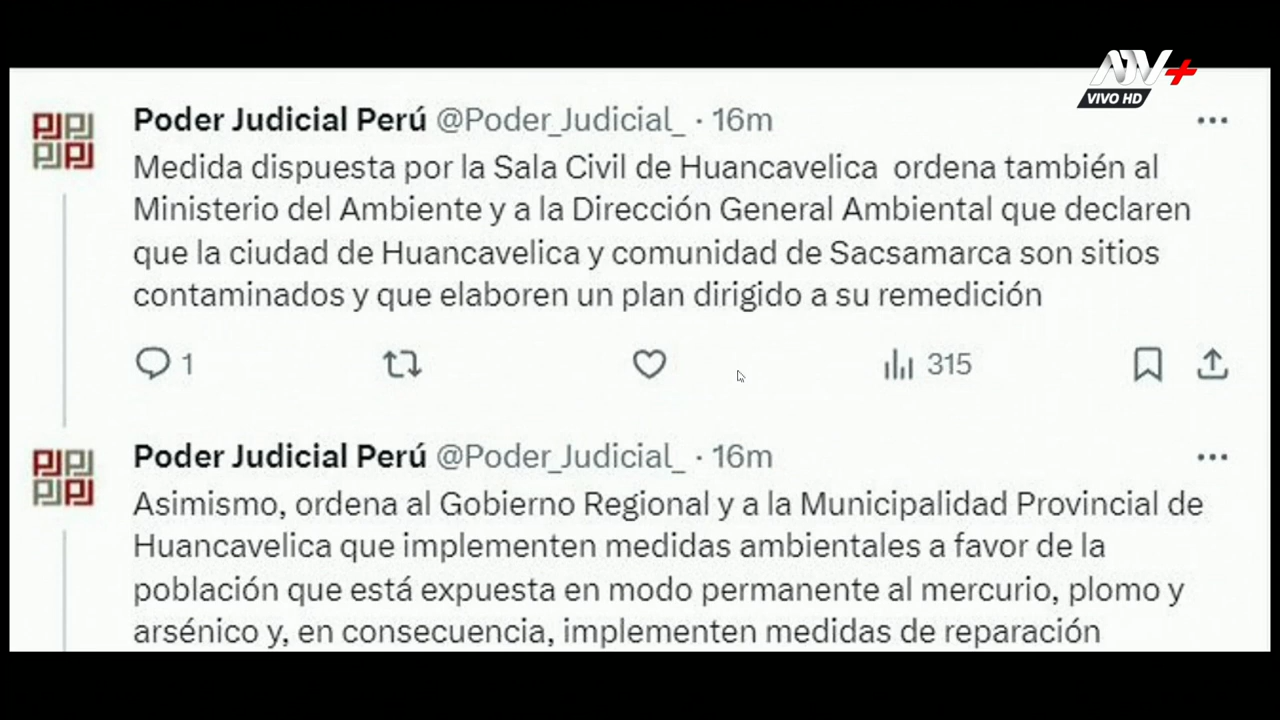 ATV+
VIVO HD
Poder Judicial Perú @Poder_Judicial_ · 16m
Medida dispuesta por la Sala Civil de Huancavelica ordena también al
Ministerio del Ambiente y a la Dirección General Ambiental que declaren
que la ciudad de Huancavelica y comunidad de Sacsamarca son sitios
contaminados y que elaboren un plan dirigido a su remedición
1 315
Poder Judicial Perú @Poder_Judicial_ · 16m
Asimismo, ordena al Gobierno Regional y a la Municipalidad Provincial de
Huancavelica que implementen medidas ambientales a favor de la
población que está expuesta en modo permanente al mercurio, plomo y
arsénico y, en consecuencia, implementen medidas de reparación